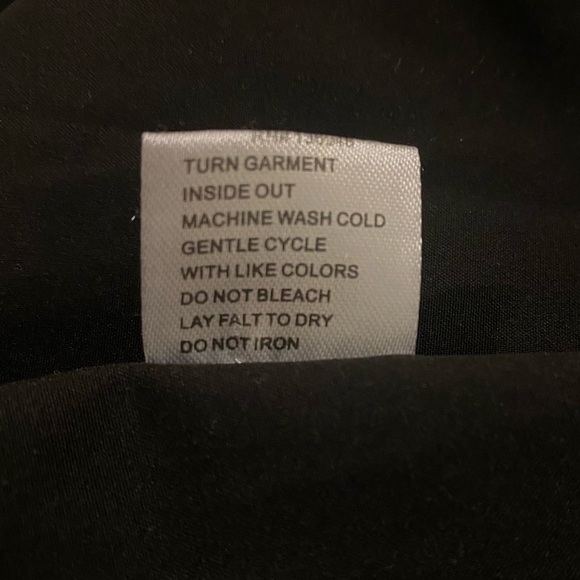 TURN GARMENT
INSIDE OUT
MACHINE WASH COLD
GENTLE CYCLE
WITH LIKE COLORS
DO NOT BLEACH
LAY FALT TO DRY
DO NOT IRON